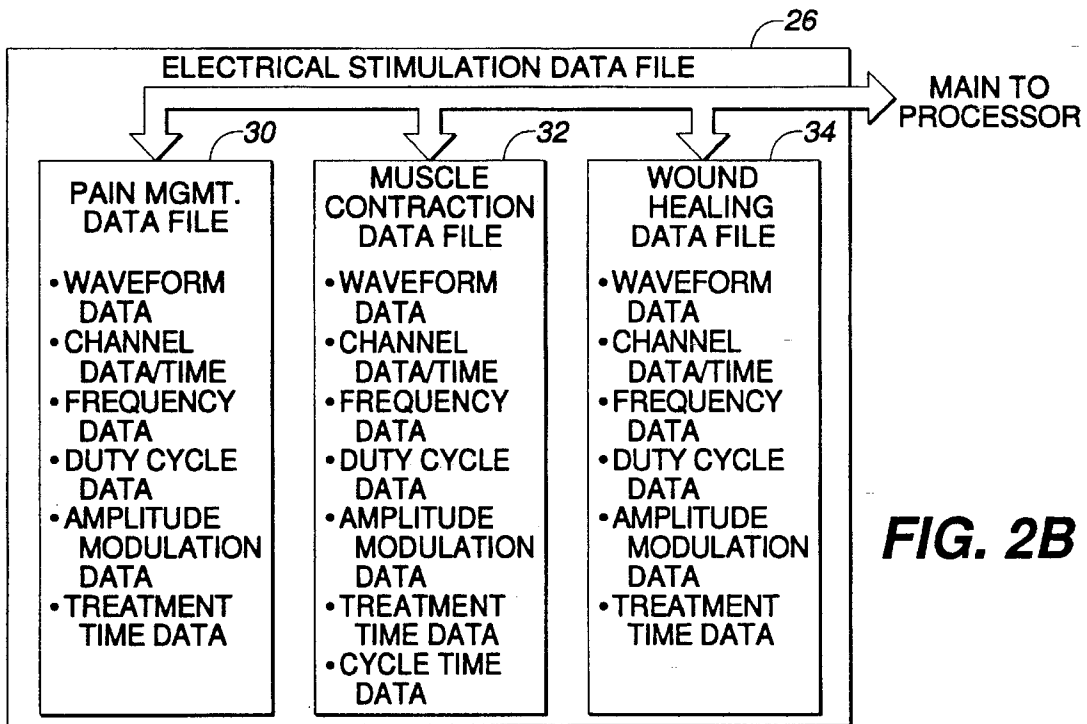 26
ELECTRICAL STIMULATION DATA FILE
MAIN TO
PROCESSOR
30
PAIN MGMT.
DATA FILE
•WAVEFORM
DATA
•CHANNEL
DATA/TIME
•FREQUENCY
DATA
•DUTY CYCLE
DATA
•AMPLITUDE
MODULATION
DATA
•TREATMENT
TIME DATA
32
MUSCLE
CONTRACTION
DATA FILE
•WAVEFORM
DATA
•CHANNEL
DATA/TIME
•FREQUENCY
DATA
•DUTY CYCLE
DATA
•AMPLITUDE
MODULATION
DATA
•TREATMENT
TIME DATA
•CYCLE TIME
DATA
34
WOUND
HEALING
DATA FILE
•WAVEFORM
DATA
•CHANNEL
DATA/TIME
•FREQUENCY
DATA
•DUTY CYCLE
DATA
•AMPLITUDE
MODULATION
DATA
•TREATMENT
TIME DATA
FIG. 2B